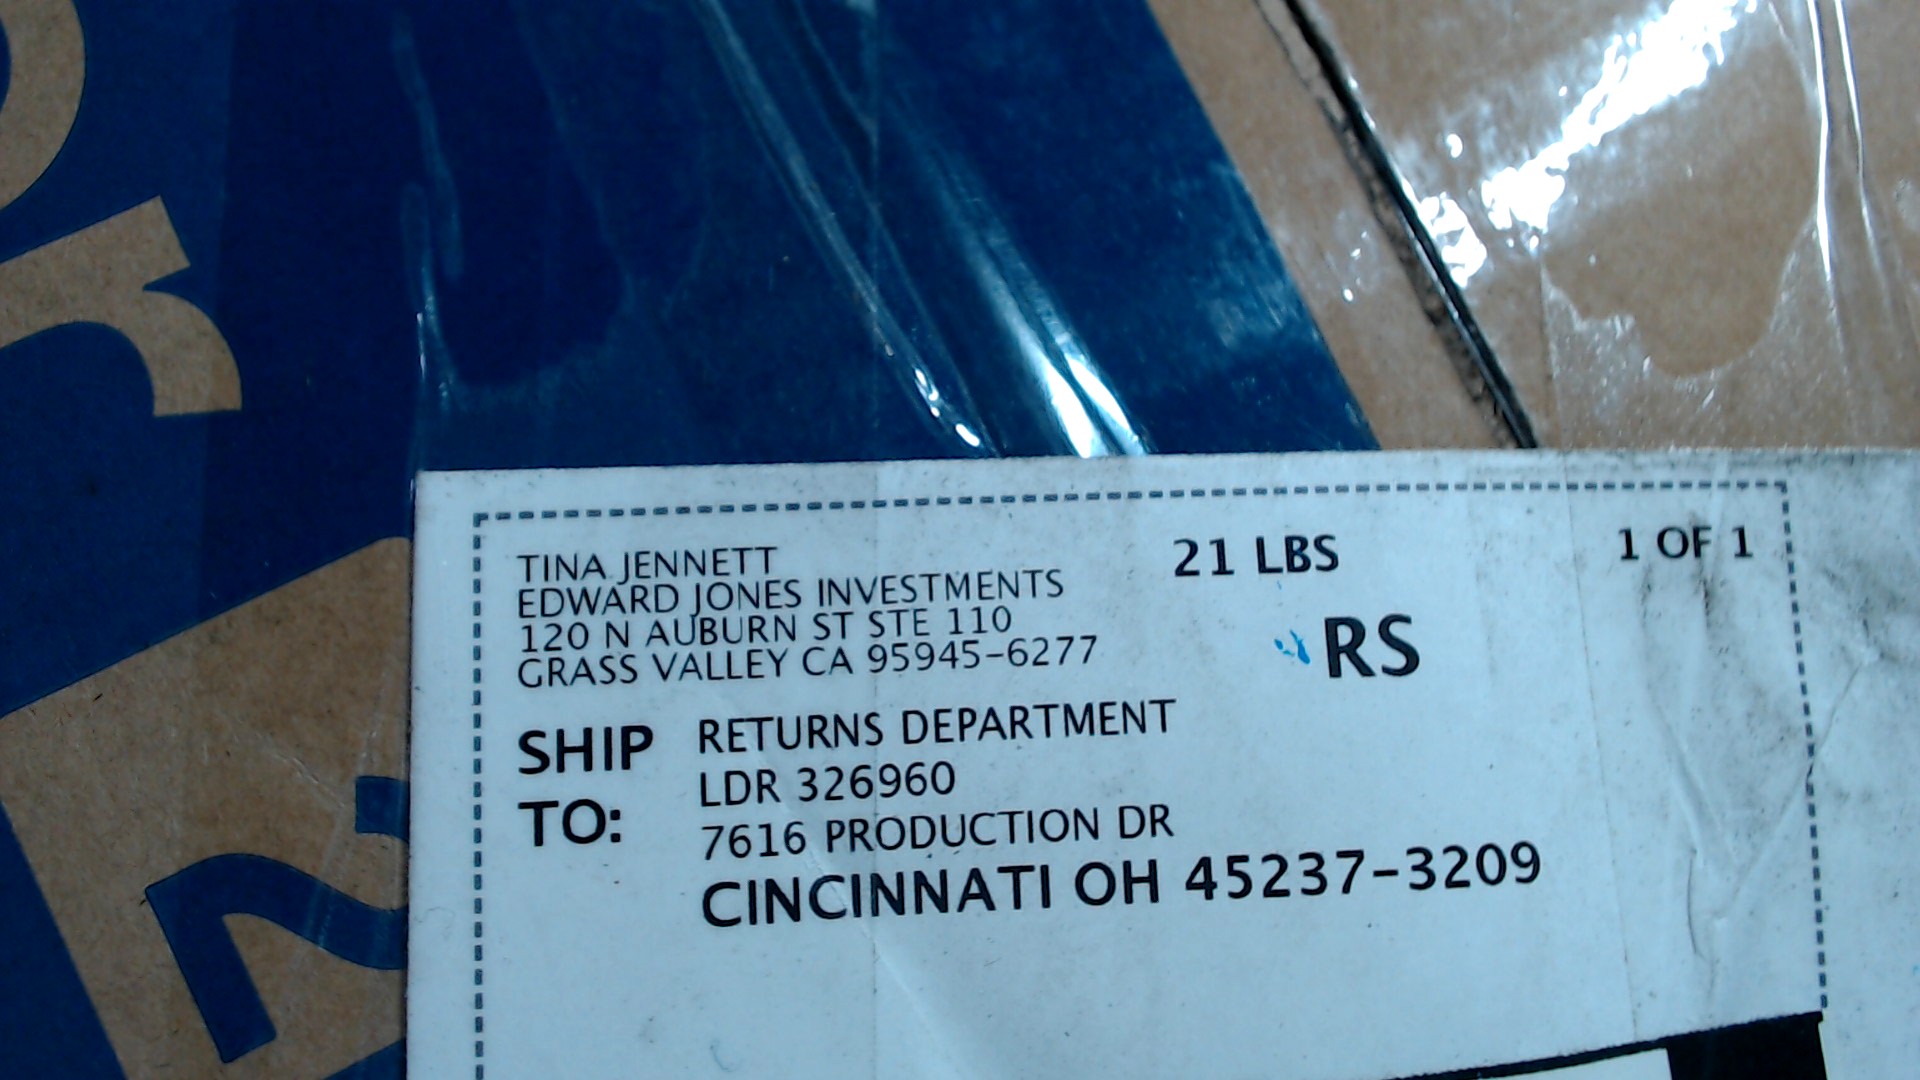 TINA JENNETT
EDWARD JONES INVESTMENTS
120 N AUBURN ST STE 110
GRASS VALLEY CA 95945-6277
21 LBS
1 OF 1
RS
SHIP TO:
RETURNS DEPARTMENT
LDR 326960
7616 PRODUCTION DR
CINCINNATI OH 45237-3209